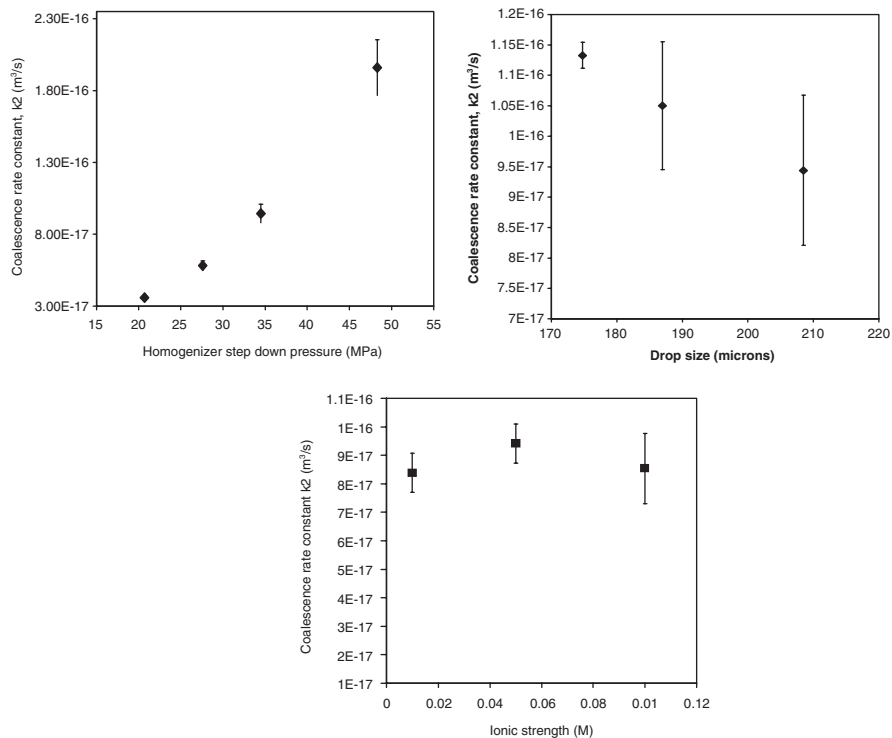 2.30E-16
1.80E-16
1.30E-16
8.00E-17
3.00E-17
Coalescence rate constant, k2 (m³/s)
15 20 25 30 35 40 45 50 55
Homogenizer step down pressure (MPa)
1.2E-16
1.15E-16
1.1E-16
1.05E-16
1E-16
9.5E-17
9E-17
8.5E-17
8E-17
7.5E-17
7E-17
Coalescence rate constant, k2 (m³/s)
170 180 190 200 210 220
Drop size (microns)
1.1E-16
1E-16
9E-17
8E-17
7E-17
6E-17
5E-17
4E-17
3E-17
2E-17
1E-17
Coalescence rate constant k2 (m³/s)
0 0.02 0.04 0.06 0.08 0.01 0.12
Ionic strength (M)